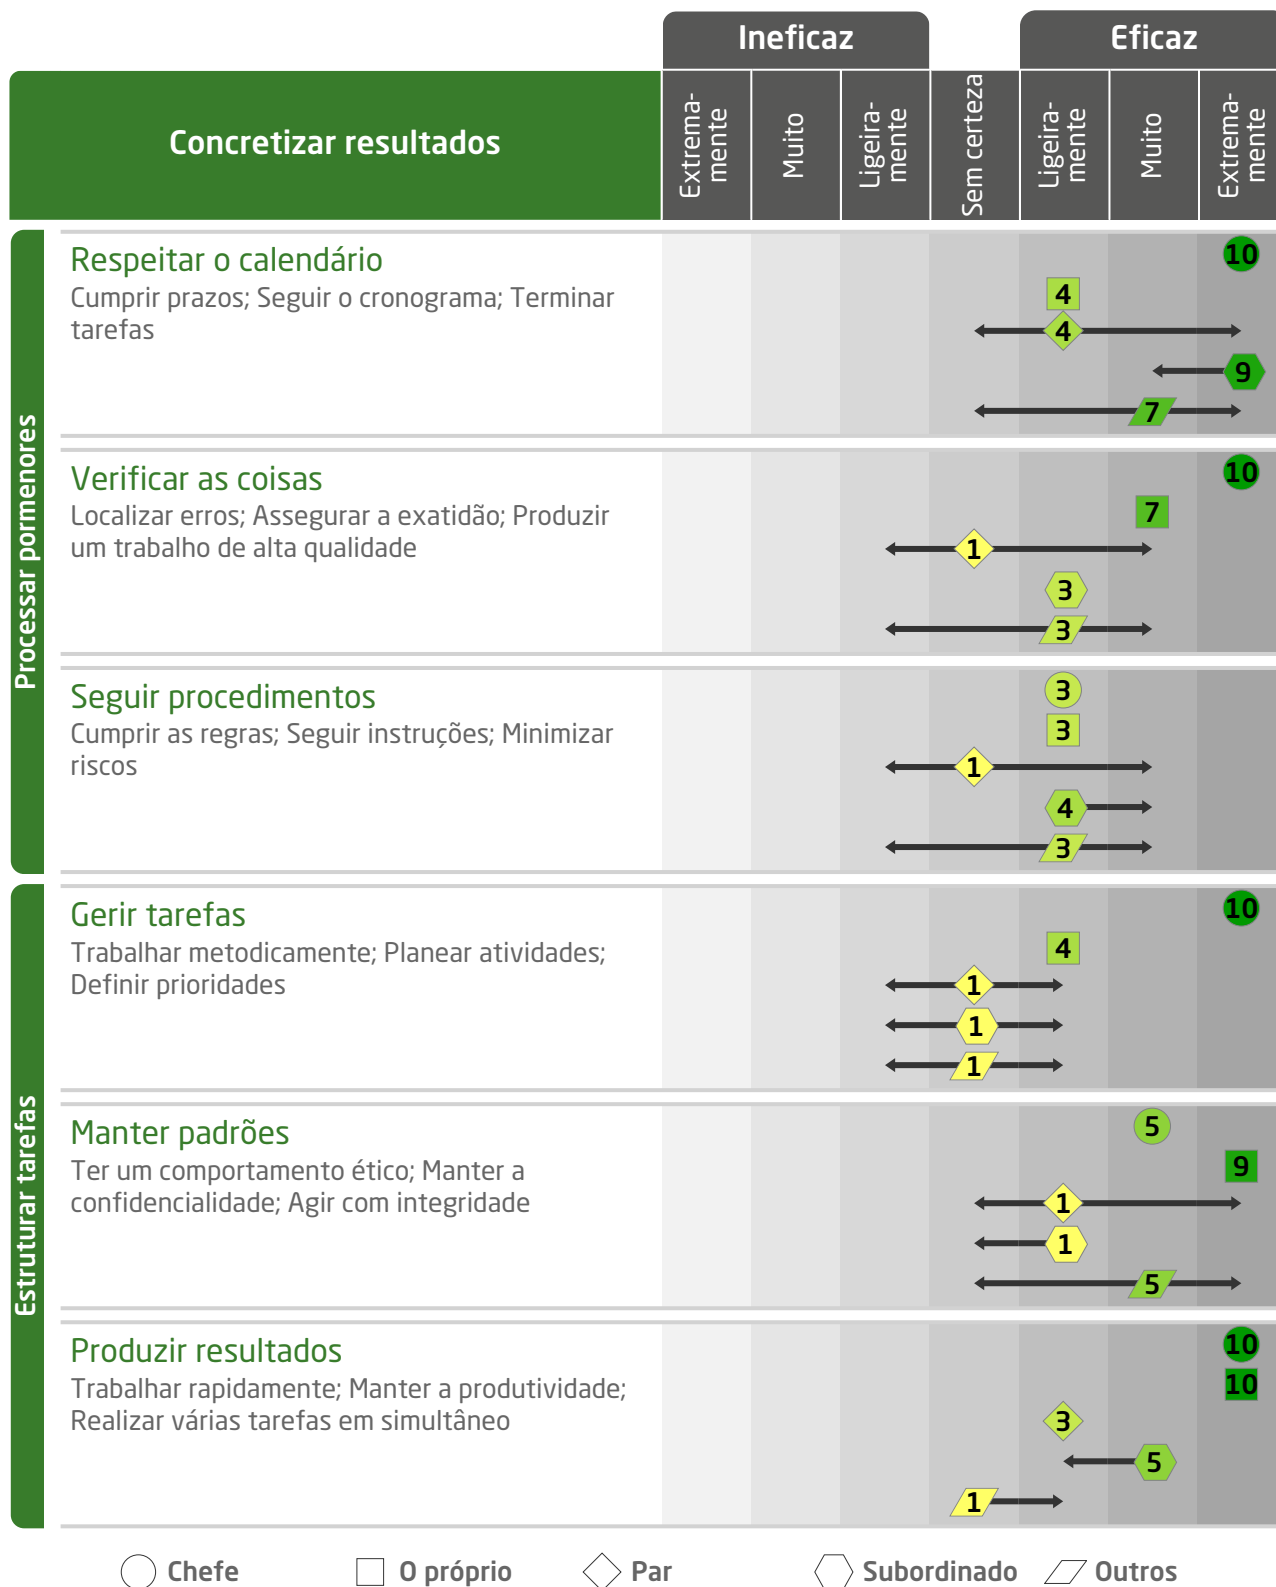 Ineficaz
Eficaz
Concretizar resultados
Extrema-
mente
Muito
Ligeira-
mente
Sem certeza
Ligeira-
mente
Muito
Extrema-
mente
Processar pormenores
Respeitar o calendário
Cumprir prazos; Seguir o cronograma; Terminar
tarefas
10
4
4
9
7
Verificar as coisas
Localizar erros; Assegurar a exatidão; Produzir
um trabalho de alta qualidade
10
7
1
3
3
Seguir procedimentos
Cumprir as regras; Seguir instruções; Minimizar
riscos
3
3
1
4
3
Estruturar tarefas
Gerir tarefas
Trabalhar metodicamente; Planear atividades;
Definir prioridades
10
4
1
1
1
Manter padrões
Ter um comportamento ético; Manter a
confidencialidade; Agir com integridade
5
9
1
1
5
Produzir resultados
Trabalhar rapidamente; Manter a produtividade;
Realizar várias tarefas em simultâneo
10
10
3
5
1
Chefe
O próprio
Par
Subordinado
Outros